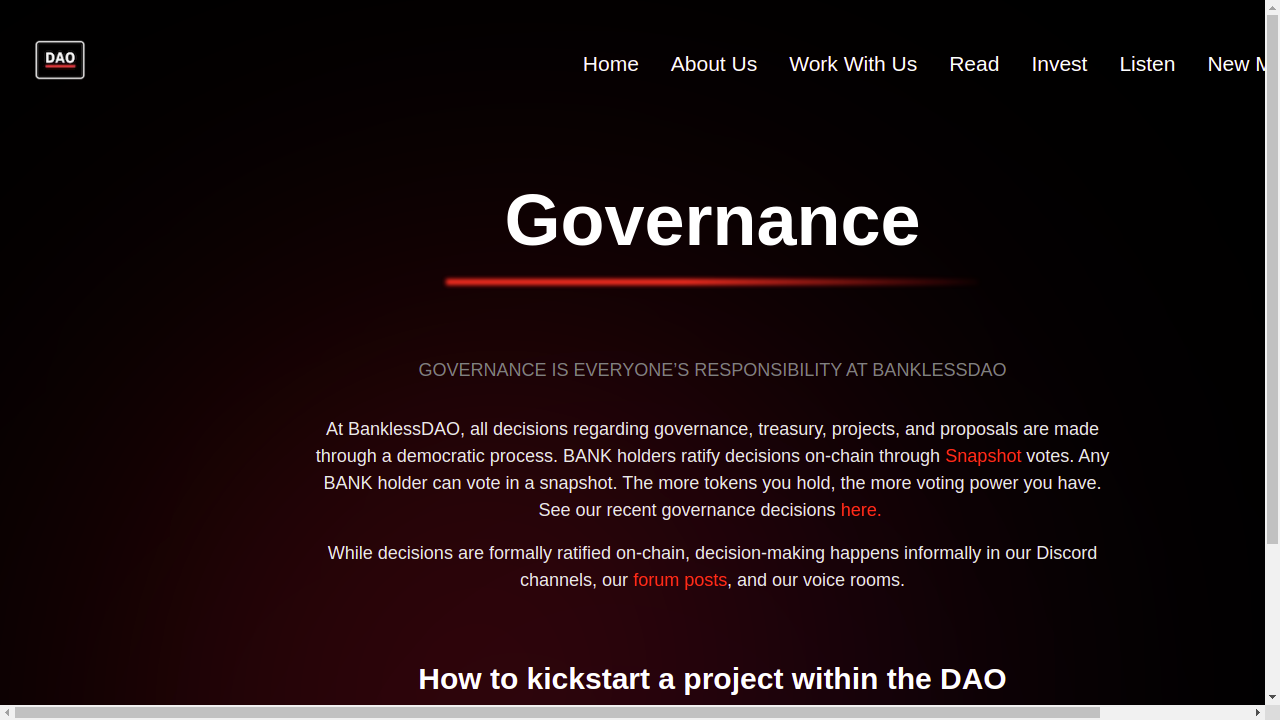 DAO
Home About Us Work With Us Read Invest Listen New
Governance
GOVERNANCE IS EVERYONE’S RESPONSIBILITY AT BANKLESSDAO
At BanklessDAO, all decisions regarding governance, treasury, projects, and proposals are made
through a democratic process. BANK holders ratify decisions on-chain through Snapshot votes. Any
BANK holder can vote in a snapshot. The more tokens you hold, the more voting power you have.
See our recent governance decisions here.
While decisions are formally ratified on-chain, decision-making happens informally in our Discord
channels, our forum posts, and our voice rooms.
How to kickstart a project within the DAO